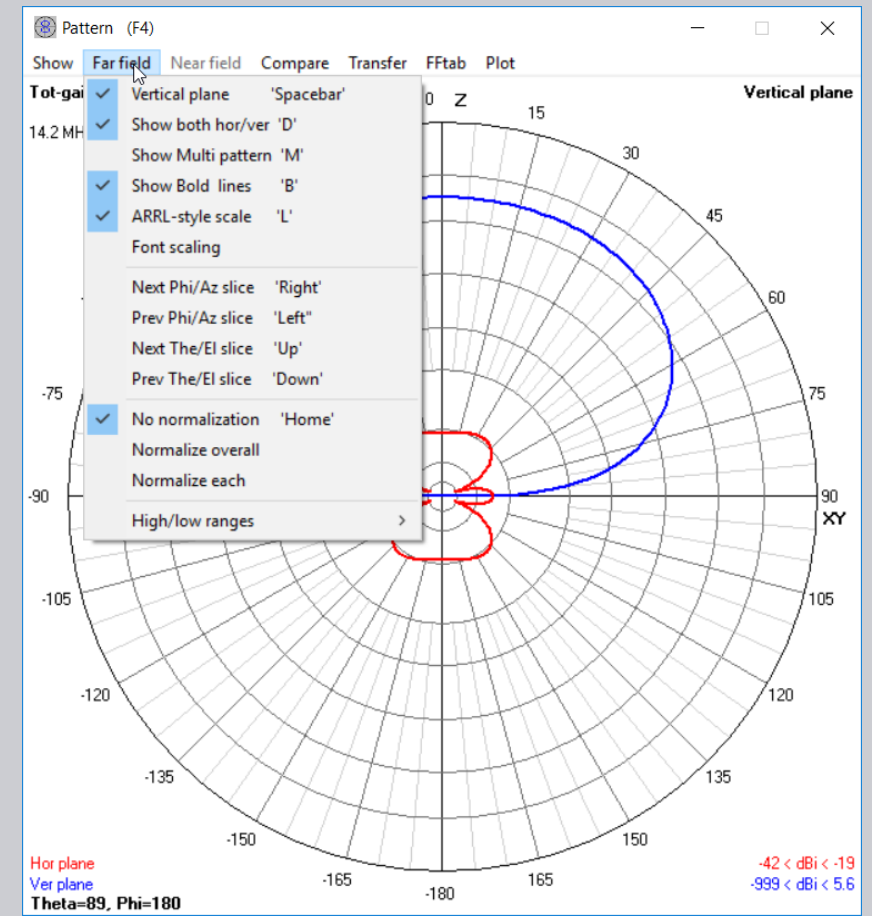 Pattern (F4)
Show Far field Near field Compare Transfer FFtab Plot
Tot-gai
14.2 MH
Vertical plane
✓ Vertical plane 'Spacebar'
✓ Show both hor/ver 'D'
Show Multi pattern 'M'
✓ Show Bold lines 'B'
✓ ARRL-style scale 'L'
Font scaling
Next Phi/Az slice 'Right'
Prev Phi/Az slice 'Left"
Next The/El slice 'Up'
Prev The/El slice 'Down'
✓ No normalization 'Home'
Normalize overall
Normalize each
High/low ranges >
0 Z
15
30
45
60
-75
75
-90
90
XY
-105
105
-120
120
-135
135
-150
150
-165
165
-180
Hor plane
Ver plane
Theta=89, Phi=180
-42 < dBi < -19
-999 < dBi < 5.6